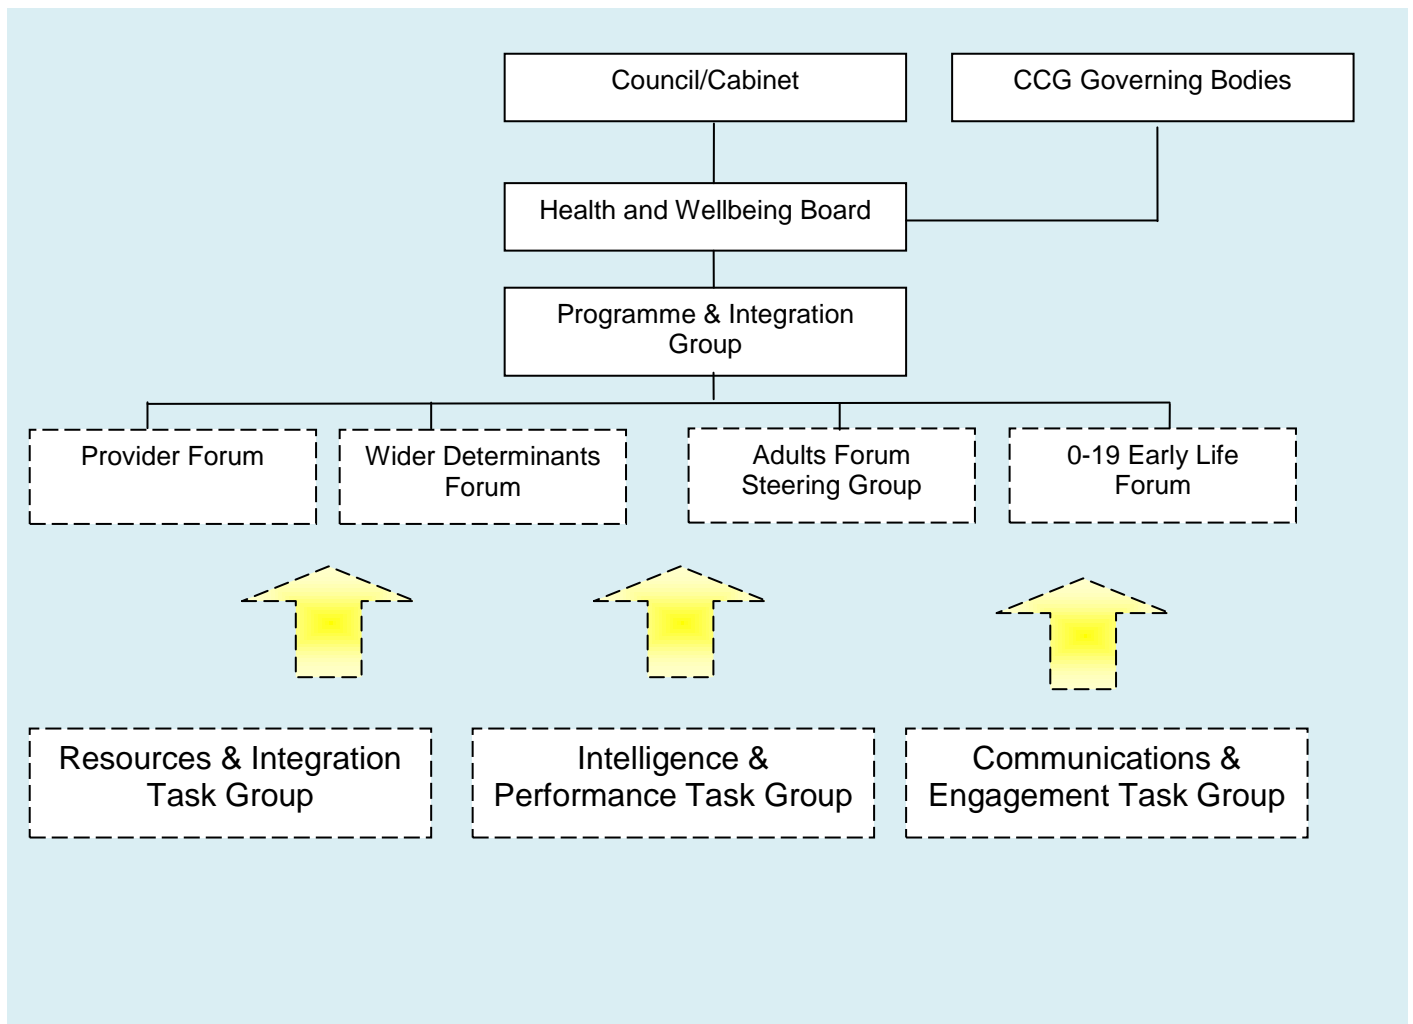 Council/Cabinet
CCG Governing Bodies
Health and Wellbeing Board
Programme & Integration
Group
Provider Forum
Wider Determinants
Forum
Adults Forum
Steering Group
0-19 Early Life
Forum
Resources & Integration
Task Group
Intelligence &
Performance Task Group
Communications &
Engagement Task Group